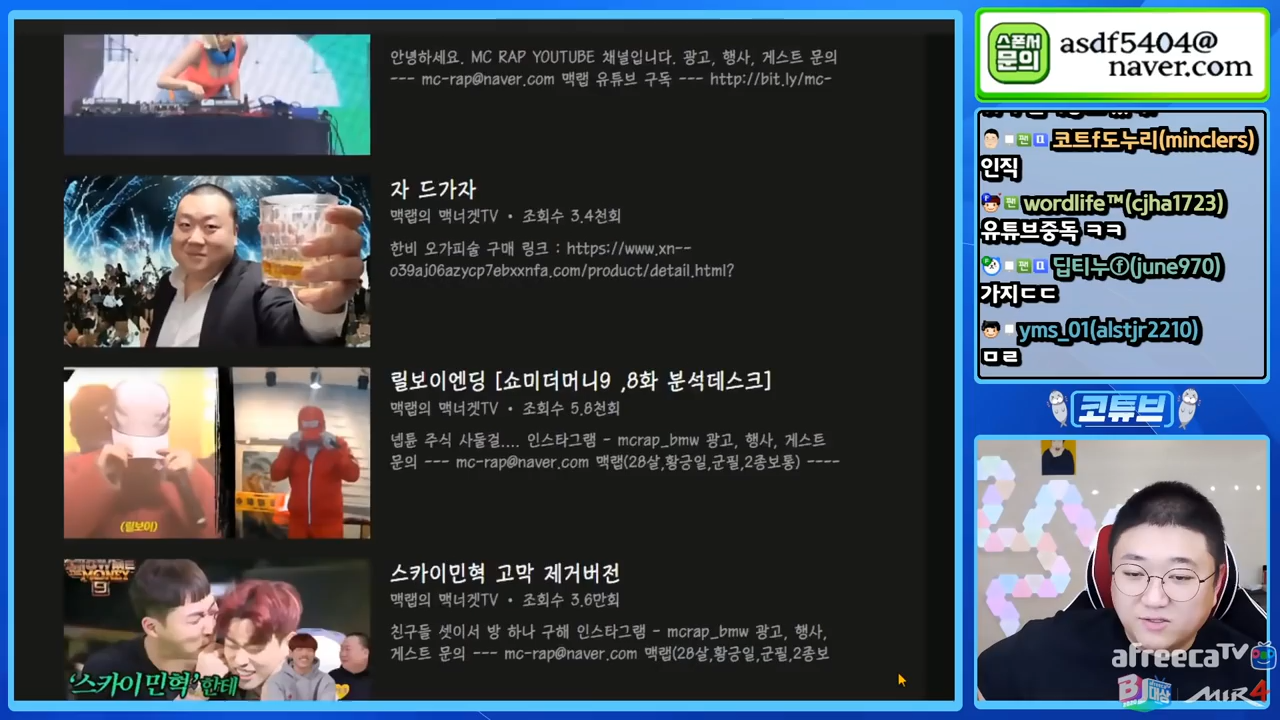 안녕하세요. MC RAP YOUTUBE 채널입니다. 광고, 행사, 게스트 문의
--- mc-rap@naver.com 맥랩 유튜브 구독 --- http://bit.ly/mc-
자 드가자
맥랩의 맥너겟TV • 조회수 3.4천회
한비 오가피술 구매 링크 : https://www.xn--
o39aj06azycp7ebxxnfa.com/product/detail.html?
릴보이엔딩 [쇼미더머니9 ,8화 분석데스크]
맥랩의 맥너겟TV • 조회수 5.8천회
넵튠 주식 사둘걸.... 인스타그램 - mcrap_bmw 광고, 행사, 게스트
문의 --- mc-rap@naver.com 맥랩(28살,황긍일,군필,2종보통) ----
(릴보이)
스카이민혁 고막 제거버전
맥랩의 맥너겟TV • 조회수 3.6만회
친구들 셋이서 방 하나 구해 인스타그램 - mcrap_bmw 광고, 행사,
게스트 문의 --- mc-rap@naver.com 맥랩(28살,황긍일,군필,2종보
MONEY
9
'스카이민혁'한테
스폰서
문의
asdf5404@
naver.com
코트f도누리(minclers)
인직
wordlife™(cjha1723)
유튜브중독 ㅋㅋ
딥티누ⓕ(june970)
가지ㄷㄷ
yms_01(alstjr2210)
ㅁㄹ
코튜브
afreecaTV
BJ대상
MIR4